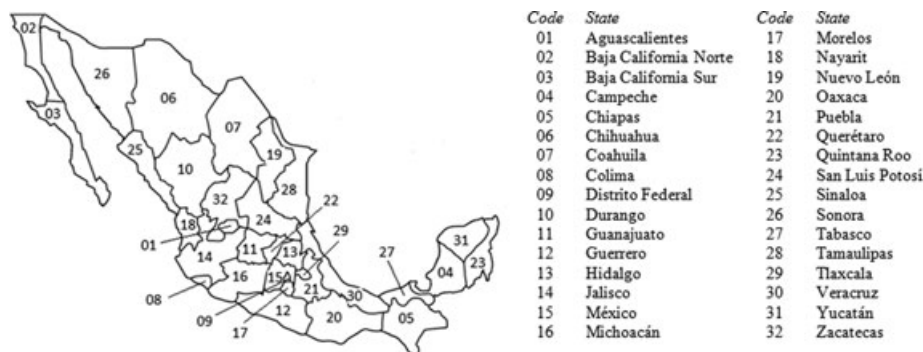 02
26
06
03
07
25
19
10
28
32
22
18
24
29
01
11
13
31
14
27
16
15
04
23
08
21
30
09
12
20
05
17
Code State Code State
01 Aguascalientes 17 Morelos
02 Baja California Norte 18 Nayarit
03 Baja California Sur 19 Nuevo León
04 Campeche 20 Oaxaca
05 Chiapas 21 Puebla
06 Chihuahua 22 Querétaro
07 Coahuila 23 Quintana Roo
08 Colima 24 San Luis Potosí
09 Distrito Federal 25 Sinaloa
10 Durango 26 Sonora
11 Guanajuato 27 Tabasco
12 Guerrero 28 Tamaulipas
13 Hidalgo 29 Tlaxcala
14 Jalisco 30 Veracruz
15 México 31 Yucatán
16 Michoacán 32 Zacatecas